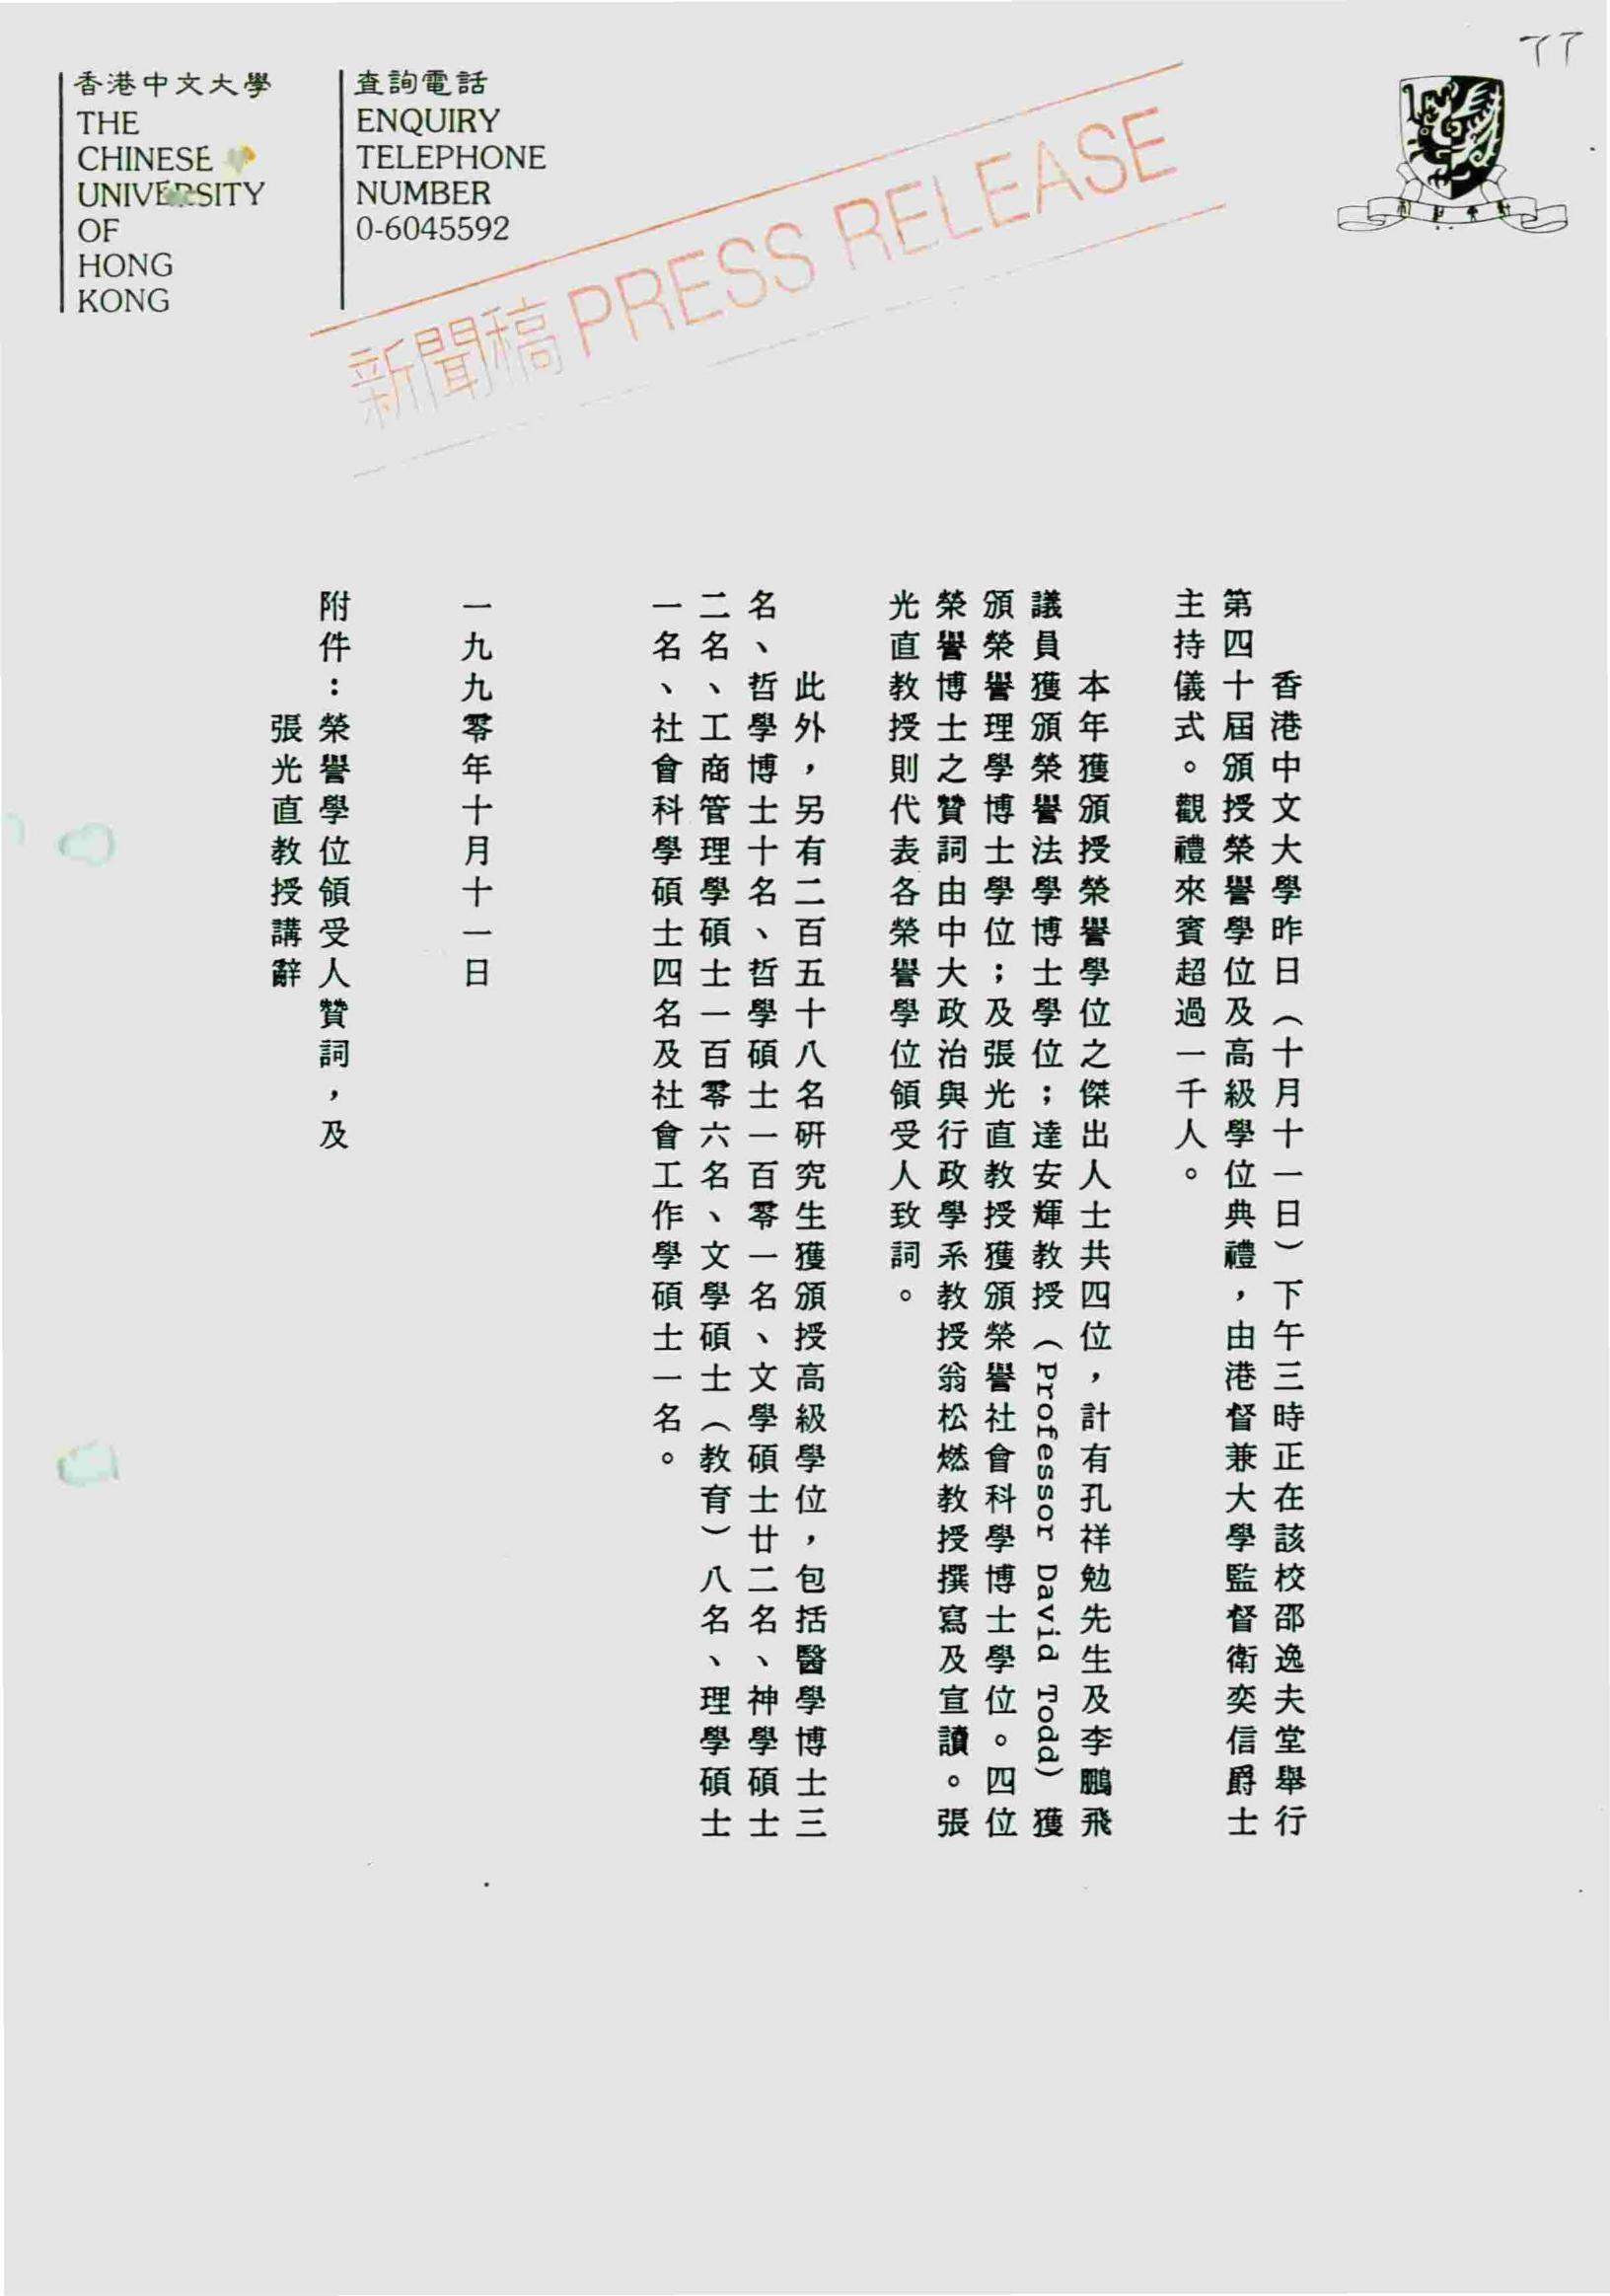 77
香港中文大學
THE
CHINESE
UNIVERSITY
OF
HONG
KONG
查詢電話
ENQUIRY
TELEPHONE
NUMBER
0-6045592
新聞稿 PRESS RELEASE
香港中文大學昨日（十月十一日）下午三時正在該校邵逸夫堂舉行
第四十屆頒授榮譽學位及高級學位典禮，由港督兼大學監督衛奕信爵士
主持儀式。觀禮來賓超過一千人。
本年獲頒授榮譽學位之傑出人士共四位，計有孔祥勉先生及李鵬飛
議員獲頒榮譽法學博士學位；達安輝教授（Professor David Todd）獲
頒榮譽理學博士學位；及張光直教授獲頒榮譽社會科學博士學位。四位
榮譽博士之贊詞由中大政治與行政學系教授翁松燃教授撰寫及宣讀。張
光直教授則代表各榮譽學位領受人致詞。
此外，另有二百五十八名研究生獲頒授高級學位，包括醫學博士三
名、哲學博士十名、哲學碩士一百零一名、文學碩士廿二名、神學碩士
二名、工商管理學碩士一百零六名、文學碩士（教育）八名、理學碩士
一名、社會科學碩士四名及社會工作學碩士一名。
一九九零年十月十一日
附件：榮譽學位領受人贊詞，及
張光直教授講辭